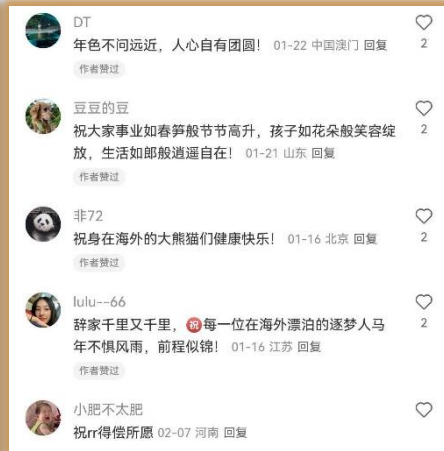 DT
年色不问远近，人心自有团圆！ 01-22 中国澳门 回复
2
作者赞过
豆豆的豆
祝大家事业如春笋般节节高升，孩子如花朵般笑容绽
放，生活如郎般逍遥自在！ 01-21 山东 回复
2
作者赞过
非72
祝身在海外的大熊猫们健康快乐！ 01-16 北京 回复
2
作者赞过
lulu--66
辞家千里又千里，㊗️每一位在海外漂泊的逐梦人马
年不惧风雨，前程似锦！ 01-16 江苏 回复
2
作者赞过
小肥不太肥
祝rr得偿所愿 02-07 河南 回复